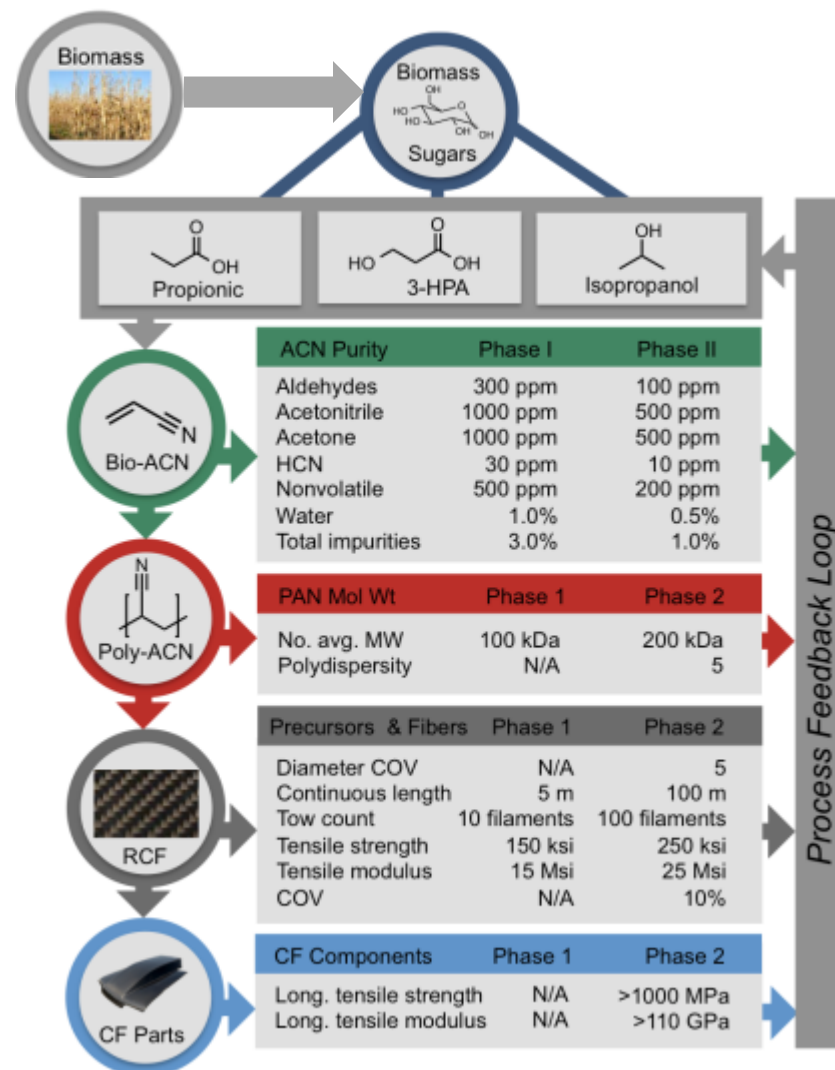 Biomass
Biomass
OH
HO
HO
O
OH
OH
Sugars
O
OH
Propionic
O
HO
OH
3-HPA
OH
Isopropanol
ACN Purity Phase I Phase II
Aldehydes 300 ppm 100 ppm
Acetonitrile 1000 ppm 500 ppm
Acetone 1000 ppm 500 ppm
HCN 30 ppm 10 ppm
Nonvolatile 500 ppm 200 ppm
Water 1.0% 0.5%
Total impurities 3.0% 1.0%
N
Bio-ACN
PAN Mol Wt Phase 1 Phase 2
No. avg. MW 100 kDa 200 kDa
Polydispersity N/A 5
N
Poly-ACN
Precursors & Fibers Phase 1 Phase 2
Diameter COV N/A 5
Continuous length 5 m 100 m
Tow count 10 filaments 100 filaments
Tensile strength 150 ksi 250 ksi
Tensile modulus 15 Msi 25 Msi
COV N/A 10%
RCF
CF Components Phase 1 Phase 2
Long. tensile strength N/A >1000 MPa
Long. tensile modulus N/A >110 GPa
CF Parts
Process Feedback Loop